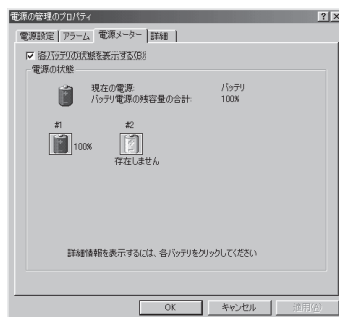 電源の管理のプロパティ
電源設定 アラーム 電源メーター 詳細
各バッテリの状態を表示する(B)
電源の状態
現在の電源: バッテリ
バッテリ電源の残容量の合計: 100%
#1 #2
100%
存在しません
詳細情報を表示するには、各バッテリをクリックしてください
OK キャンセル 適用(A)